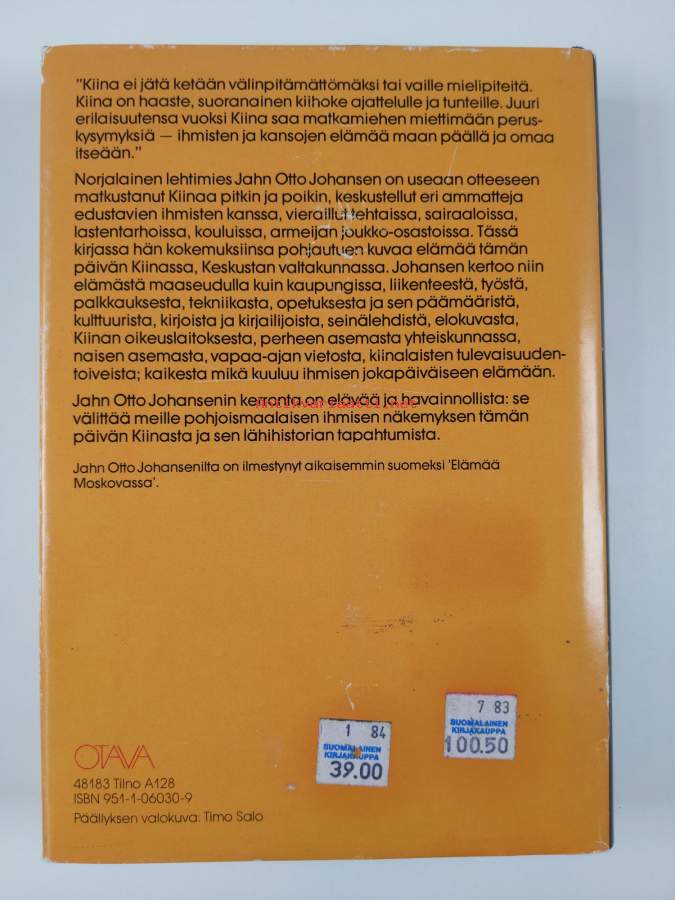 "Kiina ei jätä ketään välinpitämättömäksi tai vaille mielipiteitä.
Kiina on haaste, suoranainen kiihoke ajattelulle ja tunteille. Juuri
erilaisuutensa vuoksi Kiina saa matkamiehen miettimään perus-
kysymyksiä — ihmisten ja kansojen elämää maan päällä ja omaa
itseään."
Norjalainen lehtimies Jahn Otto Johansen on useaan otteeseen
matkustanut Kiinaa pitkin ja poikin, keskustellut eri ammatteja
edustavien ihmisten kanssa, vieraillut tehtaissa, sairaaloissa,
lastentarhoissa, kouluissa, armeijan joukko-osastoissa. Tässä
kirjassa hän kokemuksiinsa pohjautuen kuvaa elämää tämän
päivän Kiinassa, Keskustan valtakunnassa. Johansen kertoo niin
elämästä maaseudulla kuin kaupungissa, liikenteestä, työstä,
palkkauksesta, tekniikasta, opetuksesta ja sen päämääristä,
kulttuurista, kirjoista ja kirjailijoista, seinälehdistä, elokuvasta,
Kiinan oikeuslaitoksesta, perheen asemasta yhteiskunnassa,
naisen asemasta, vapaa-ajan vietosta, kiinalaisten tulevaisuuden-
toiveista; kaikesta mikä kuuluu ihmisen jokapäiväiseen elämään.
Jahn Otto Johansenin kerronta on elävää ja havainnollista: se
välittää meille pohjoismaalaisen ihmisen näkemyksen tämän
päivän Kiinasta ja sen lähihistorian tapahtumista.
Jahn Otto Johansenilta on ilmestynyt aikaisemmin suomeksi 'Elämää
Moskovassa'.
Antikvariaatti.net
7 83
SUOMALAINEN
KIRJAKAUPPA
100.50
1 84
SUOMALAINEN
KIRJAKAUPPA
39.00
OTAVA
48183 Tilno A128
ISBN 951-1-06030-9
Päällyksen valokuva: Timo Salo